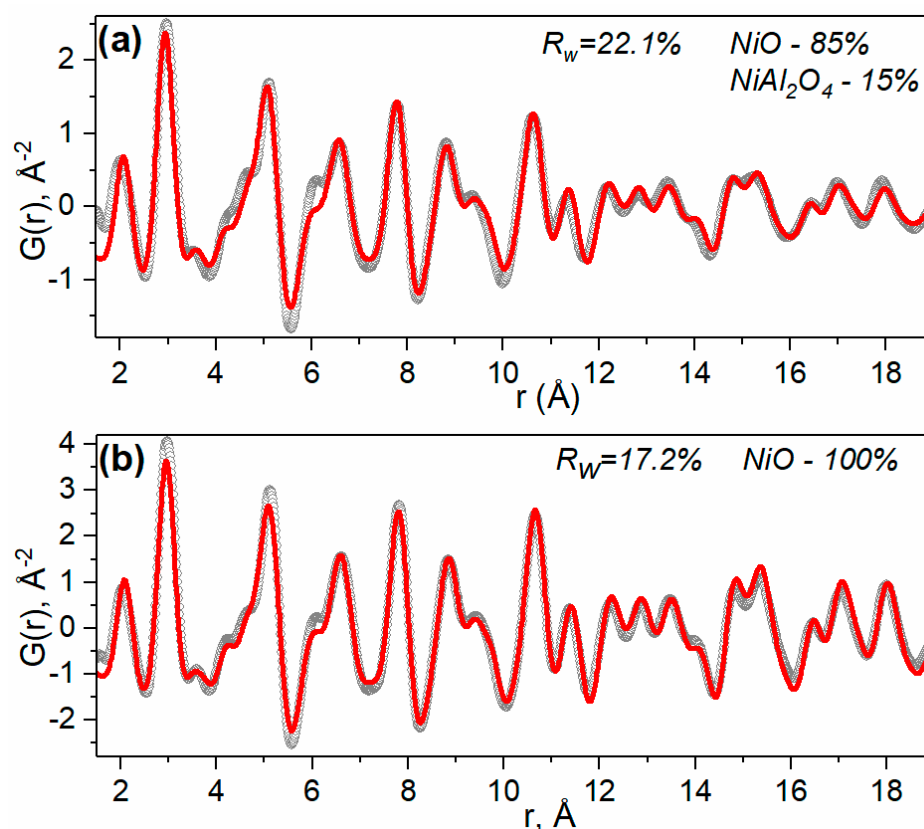 (a)
R_w=22.1% NiO - 85%
NiAl₂O₄ - 15%
G(r), Å⁻²
2
1
0
-1
2 4 6 8 10 12 14 16 18
r (Å)
(b)
R_W=17.2% NiO - 100%
G(r), Å⁻²
4
3
2
1
0
-1
-2
2 4 6 8 10 12 14 16 18
r, Å